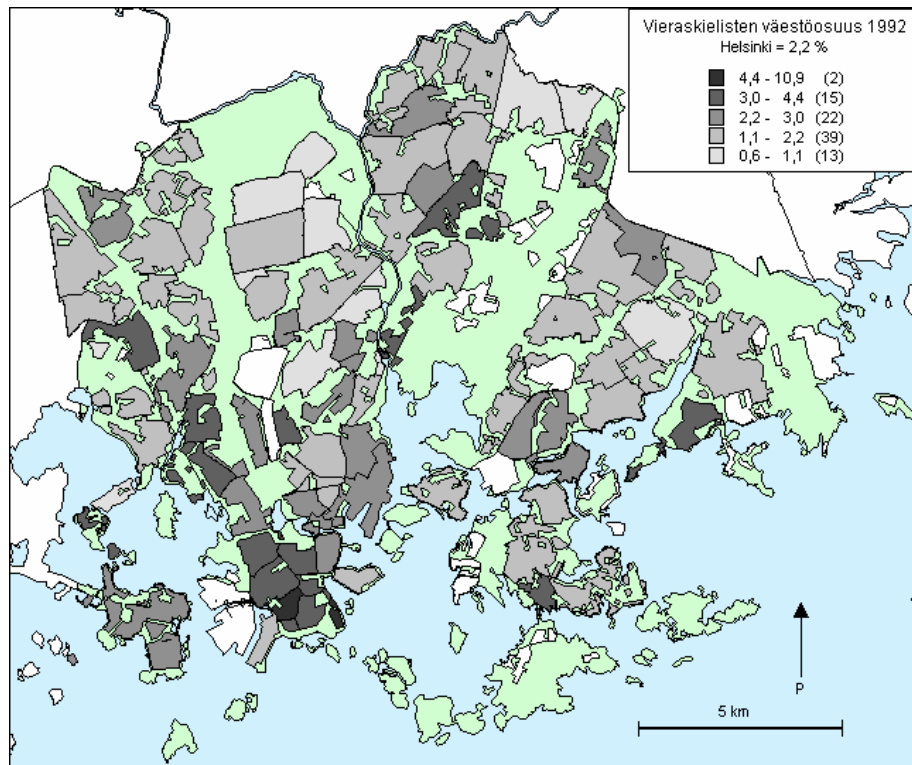 Vieraskielisten väestöosuus 1992
Helsinki = 2,2 %
4,4 - 10,9 (2)
3,0 - 4,4 (15)
2,2 - 3,0 (22)
1,1 - 2,2 (39)
0,6 - 1,1 (13)
P
5 km